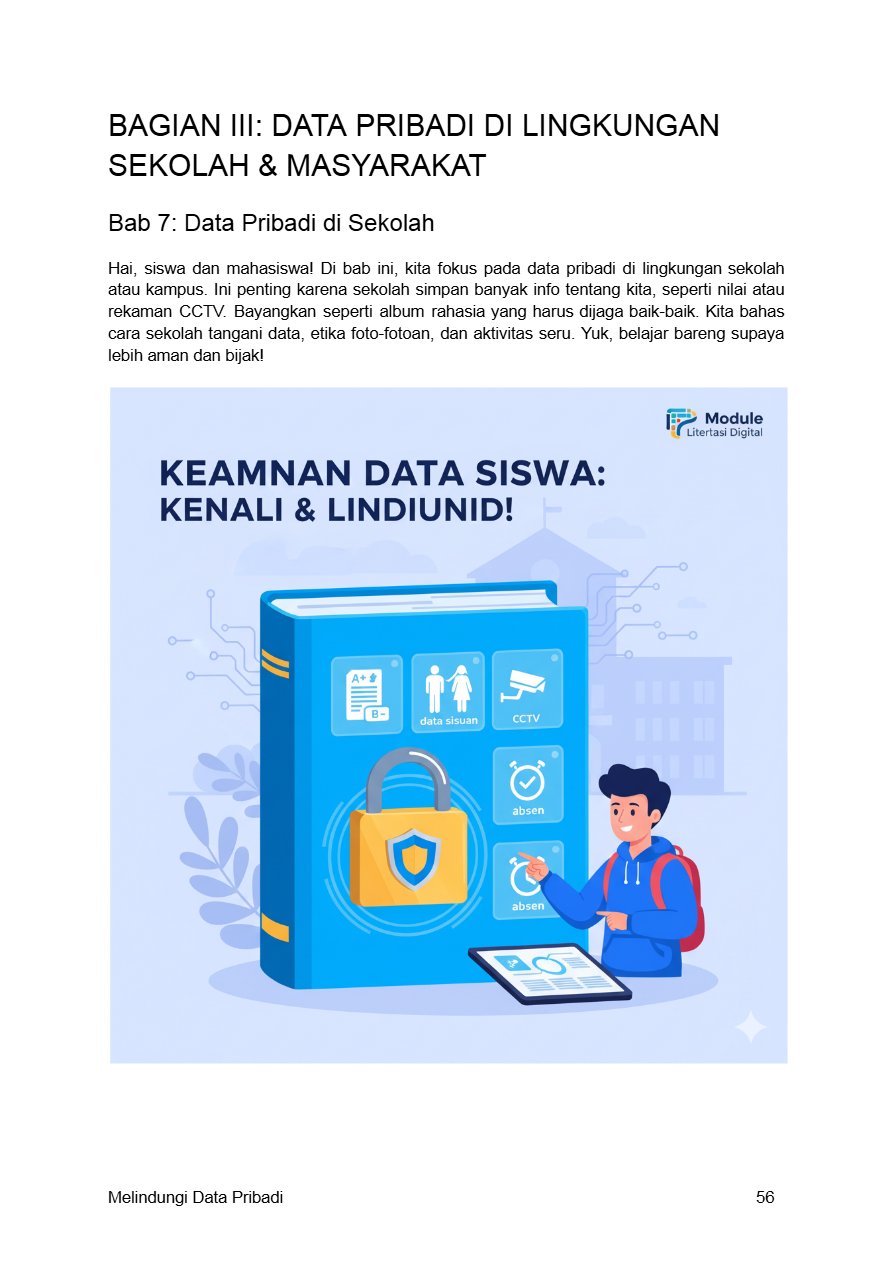 BAGIAN III: DATA PRIBADI DI LINGKUNGAN
SEKOLAH & MASYARAKAT
Bab 7: Data Pribadi di Sekolah
Hai, siswa dan mahasiswa! Di bab ini, kita fokus pada data pribadi di lingkungan sekolah
atau kampus. Ini penting karena sekolah simpan banyak info tentang kita, seperti nilai atau
rekaman CCTV. Bayangkan seperti album rahasia yang harus dijaga baik-baik. Kita bahas
cara sekolah tangani data, etika foto-fotoan, dan aktivitas seru. Yuk, belajar bareng supaya
lebih aman dan bijak!
Module
Litertasi Digital
KEAMNAN DATA SISWA:
KENALI & LINDIUNID!
A+
B-
data sisuan
CCTV
absen
absen
Melindungi Data Pribadi 56